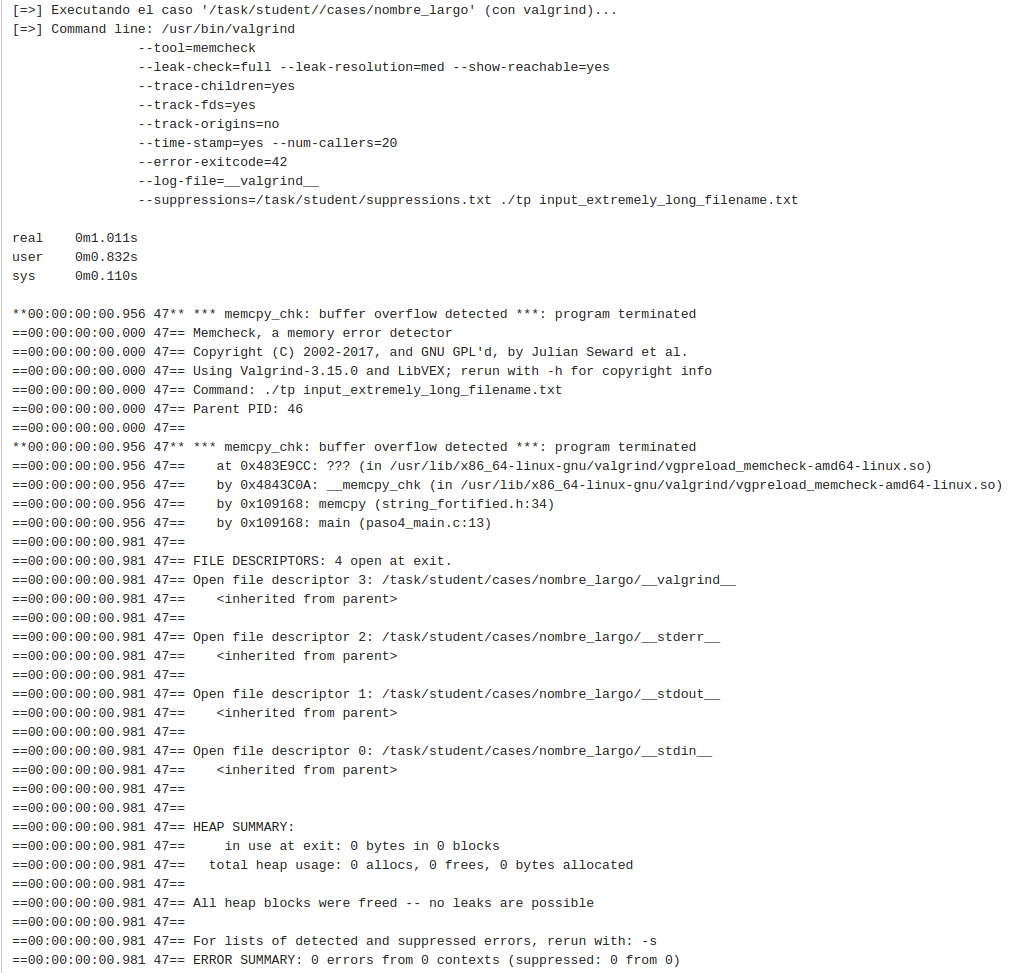 [=>] Executando el caso '/task/student//cases/nombre_largo' (con valgrind)...
[=>] Command line: /usr/bin/valgrind
--tool=memcheck
--leak-check=full --leak-resolution=med --show-reachable=yes
--trace-children=yes
--track-fds=yes
--track-origins=no
--time-stamp=yes --num-callers=20
--error-exitcode=42
--log-file=__valgrind__
--suppressions=/task/student/suppressions.txt ./tp input_extremely_long_filename.txt
real    0m1.011s
user    0m0.832s
sys     0m0.110s
**00:00:00:00.956 47** *** memcpy_chk: buffer overflow detected ***: program terminated
==00:00:00:00.000 47== Memcheck, a memory error detector
==00:00:00:00.000 47== Copyright (C) 2002-2017, and GNU GPL'd, by Julian Seward et al.
==00:00:00:00.000 47== Using Valgrind-3.15.0 and LibVEX; rerun with -h for copyright info
==00:00:00:00.000 47== Command: ./tp input_extremely_long_filename.txt
==00:00:00:00.000 47== Parent PID: 46
==00:00:00:00.000 47==
**00:00:00:00.956 47** *** memcpy_chk: buffer overflow detected ***: program terminated
==00:00:00:00.956 47==    at 0x483E9CC: ??? (in /usr/lib/x86_64-linux-gnu/valgrind/vgpreload_memcheck-amd64-linux.so)
==00:00:00:00.956 47==    by 0x4843C0A: __memcpy_chk (in /usr/lib/x86_64-linux-gnu/valgrind/vgpreload_memcheck-amd64-linux.so)
==00:00:00:00.956 47==    by 0x109168: memcpy (string_fortified.h:34)
==00:00:00:00.956 47==    by 0x109168: main (paso4_main.c:13)
==00:00:00:00.981 47==
==00:00:00:00.981 47== FILE DESCRIPTORS: 4 open at exit.
==00:00:00:00.981 47== Open file descriptor 3: /task/student/cases/nombre_largo/__valgrind__
==00:00:00:00.981 47==    <inherited from parent>
==00:00:00:00.981 47==
==00:00:00:00.981 47== Open file descriptor 2: /task/student/cases/nombre_largo/__stderr__
==00:00:00:00.981 47==    <inherited from parent>
==00:00:00:00.981 47==
==00:00:00:00.981 47== Open file descriptor 1: /task/student/cases/nombre_largo/__stdout__
==00:00:00:00.981 47==    <inherited from parent>
==00:00:00:00.981 47==
==00:00:00:00.981 47== Open file descriptor 0: /task/student/cases/nombre_largo/__stdin__
==00:00:00:00.981 47==    <inherited from parent>
==00:00:00:00.981 47==
==00:00:00:00.981 47==
==00:00:00:00.981 47== HEAP SUMMARY:
==00:00:00:00.981 47==     in use at exit: 0 bytes in 0 blocks
==00:00:00:00.981 47==   total heap usage: 0 allocs, 0 frees, 0 bytes allocated
==00:00:00:00.981 47==
==00:00:00:00.981 47== All heap blocks were freed -- no leaks are possible
==00:00:00:00.981 47==
==00:00:00:00.981 47== For lists of detected and suppressed errors, rerun with: -s
==00:00:00:00.981 47== ERROR SUMMARY: 0 errors from 0 contexts (suppressed: 0 from 0)